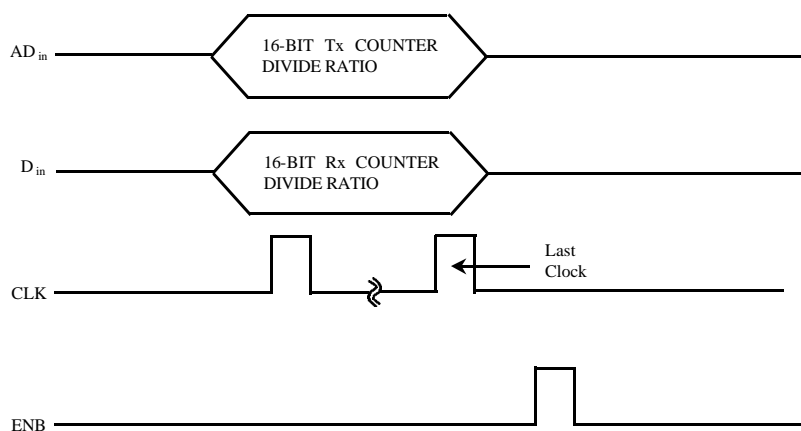 AD in
16-BIT Tx COUNTER
DIVIDE RATIO
D in
16-BIT Rx COUNTER
DIVIDE RATIO
Last
Clock
CLK
ENB